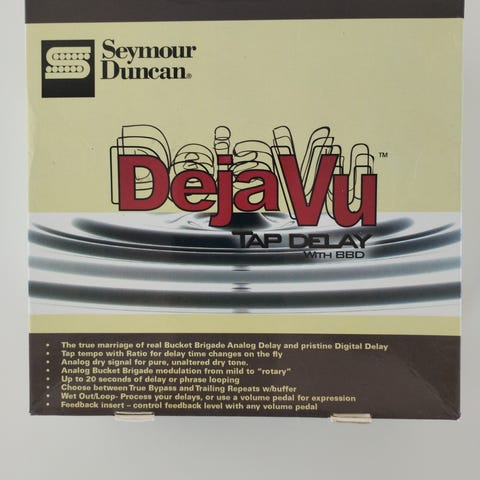 Seymour
Duncan®
Deja Vu™
TAP DELAY
WITH BBD
• The true marriage of real Bucket Brigade Analog Delay and pristine Digital Delay
• Tap tempo with Ratio for delay time changes on the fly
• Analog dry signal for pure, unaltered dry tone.
• Analog Bucket Brigade modulation from mild to "rotary"
• Up to 20 seconds of delay or phrase looping
• Choose between True Bypass and Trailing Repeats w/buffer
• Wet Out/Loop- Process your delays, or use a volume pedal for expression
• Feedback insert – control feedback level with any volume pedal